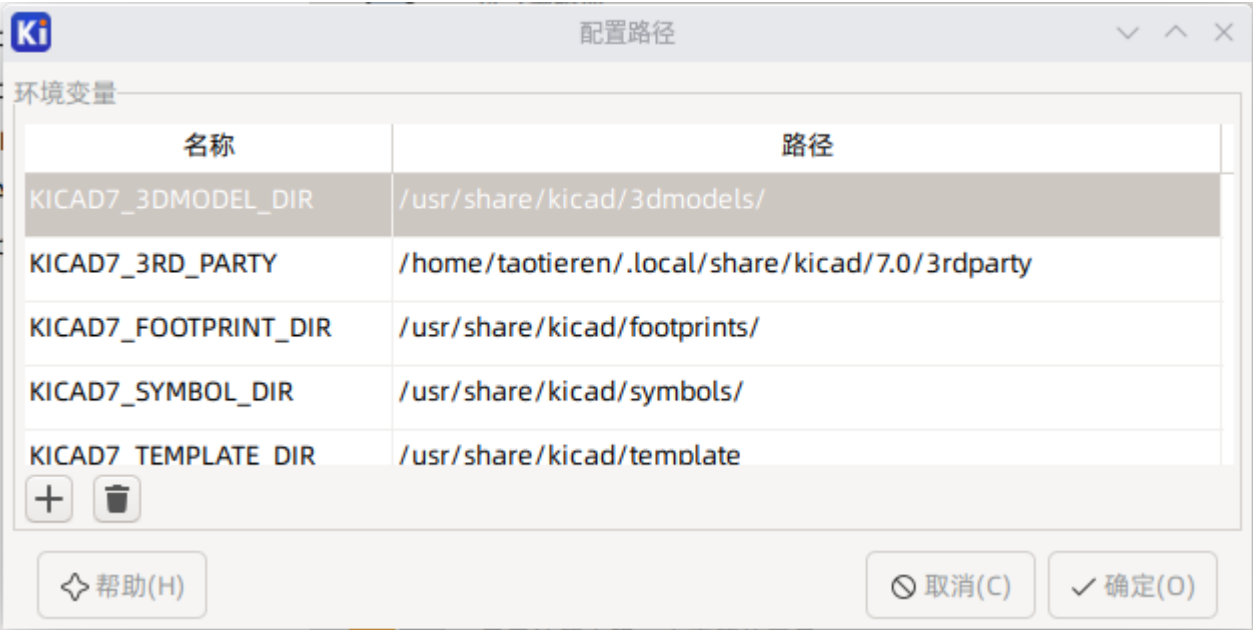 Ki 配置路径
环境变量
名称 路径
KICAD7_3DMODEL_DIR /usr/share/kicad/3dmodels/
KICAD7_3RD_PARTY /home/taotieren/.local/share/kicad/7.0/3rdparty
KICAD7_FOOTPRINT_DIR /usr/share/kicad/footprints/
KICAD7_SYMBOL_DIR /usr/share/kicad/symbols/
KICAD7_TEMPLATE_DIR /usr/share/kicad/template
帮助(H) 取消(C) 确定(O)